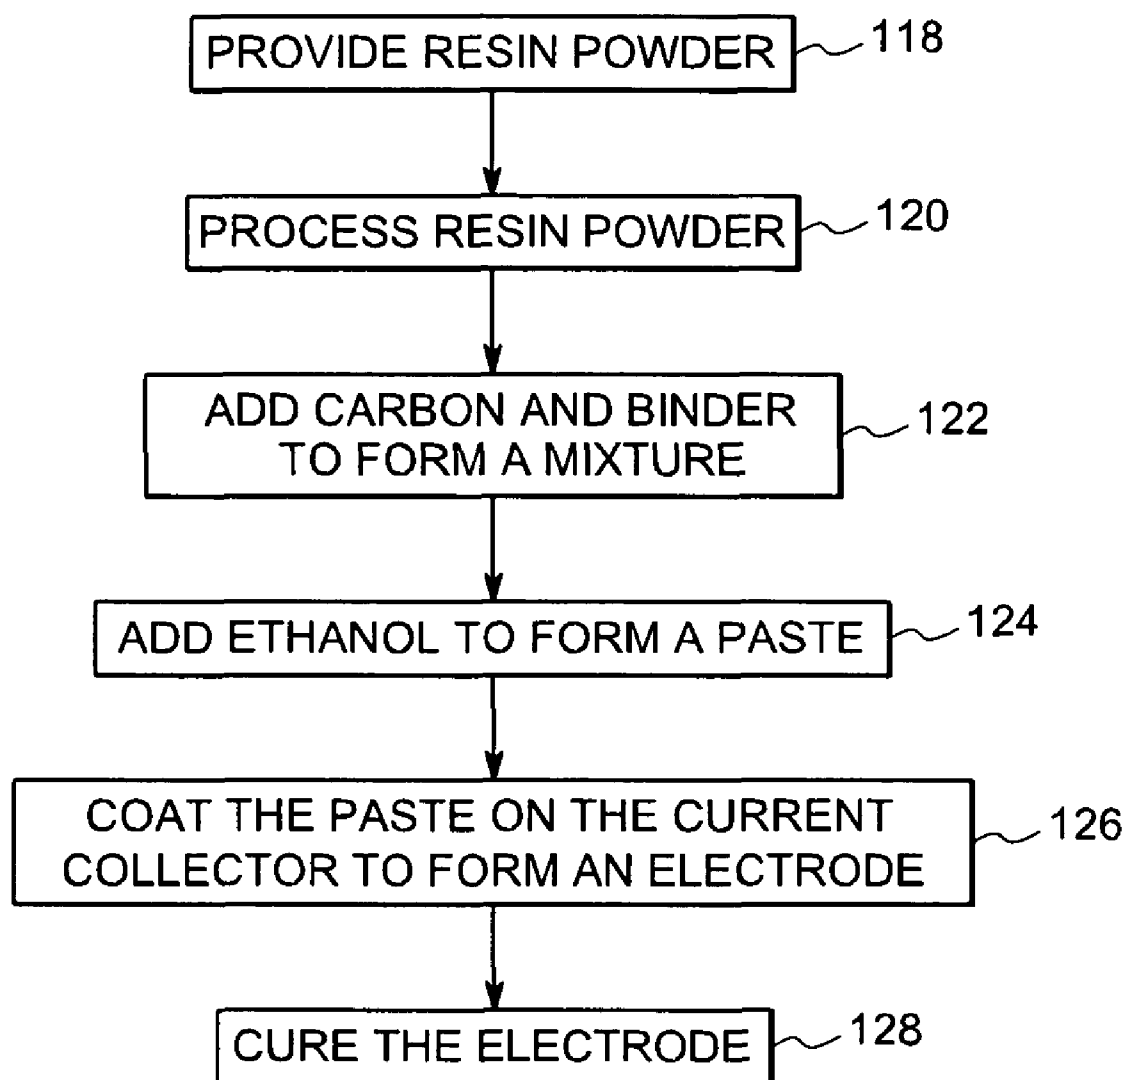 PROVIDE RESIN POWDER
118
PROCESS RESIN POWDER
120
ADD CARBON AND BINDER
TO FORM A MIXTURE
122
ADD ETHANOL TO FORM A PASTE
124
COAT THE PASTE ON THE CURRENT
COLLECTOR TO FORM AN ELECTRODE
126
CURE THE ELECTRODE
128